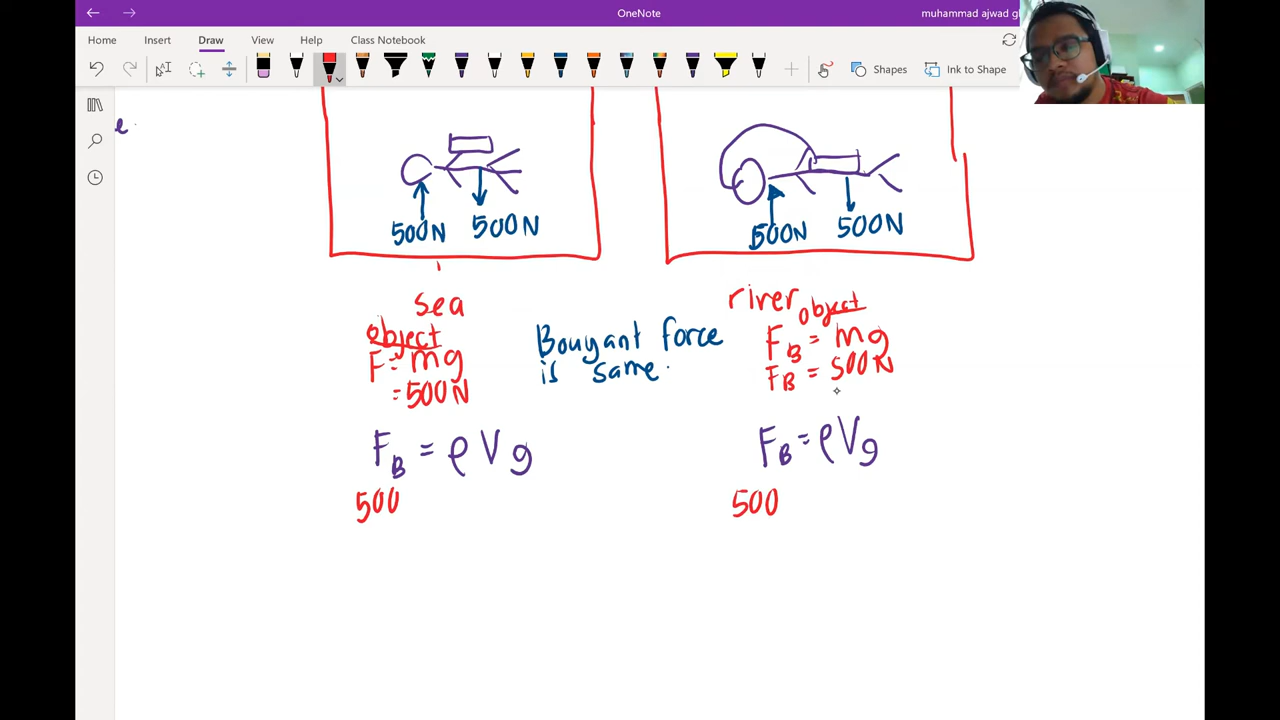 OneNote
muhammad ajwad gh
Home Insert Draw View Help Class Notebook
Shapes Ink to Shape
e.
500N 500N
500N 500N
sea
object
F = mg
= 500N
Bouyant force
is same.
river
object
F_B = mg
F_B = 500N
F_B = ρVg
500
F_B = ρVg
500